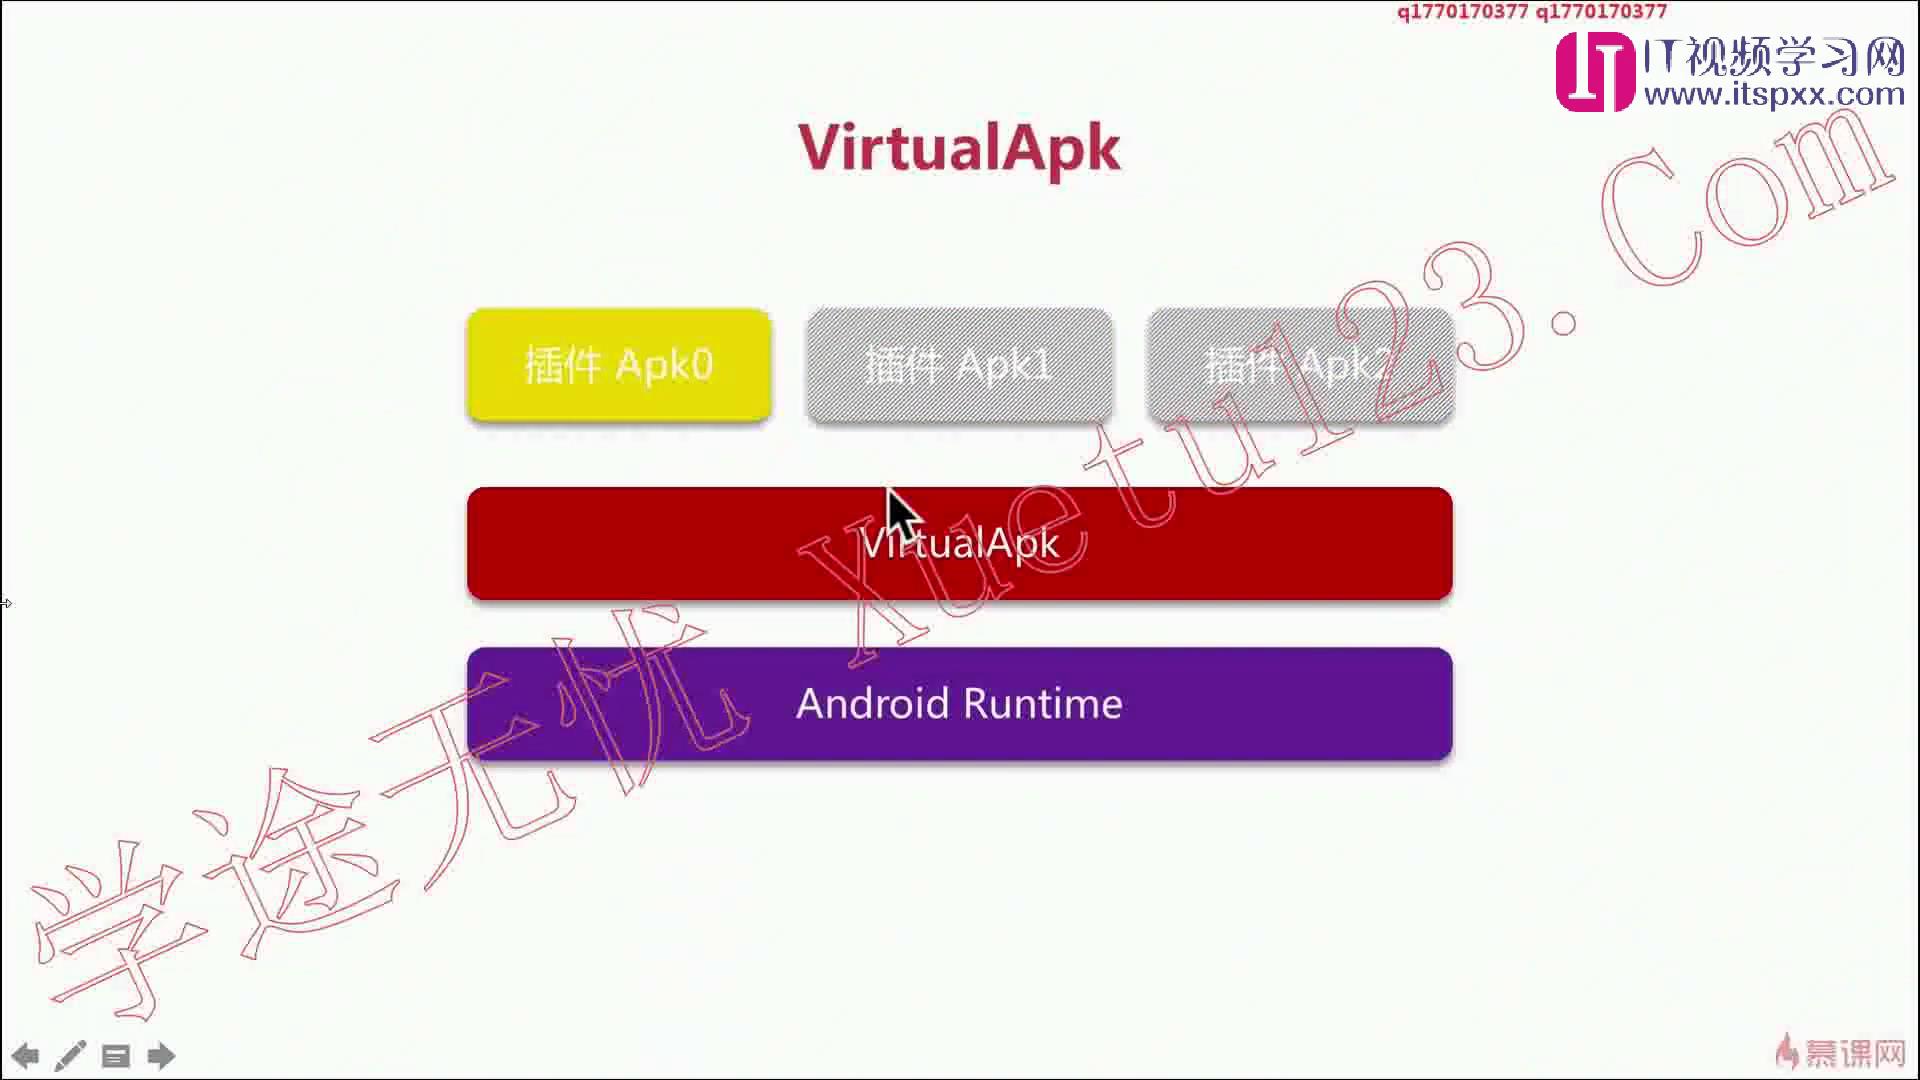 q1770170377 q1770170377
IT视频学习网
www.itspxx.com
VirtualApk
插件 Apk0
插件 Apk1
插件 Apk2
VirtualApk
Android Runtime
学途无忧 Xuetu123.Com
慕课网